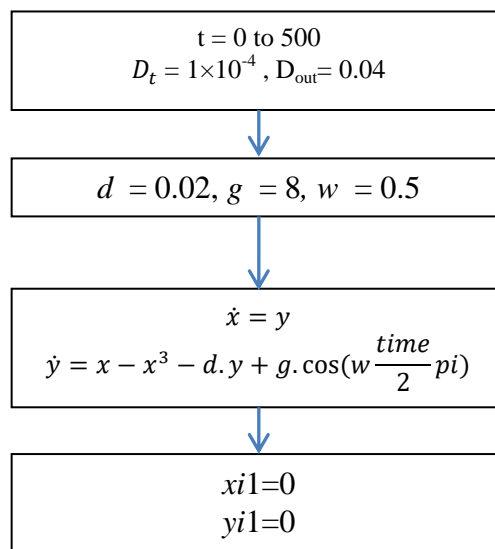 t = 0 to 500
D_t = 1×10^-4 , D_out= 0.04
d = 0.02, g = 8, w = 0.5
ẋ = y
ẏ = x − x³ − d.y + g.cos(w time/2 pi)
xi1=0
yi1=0